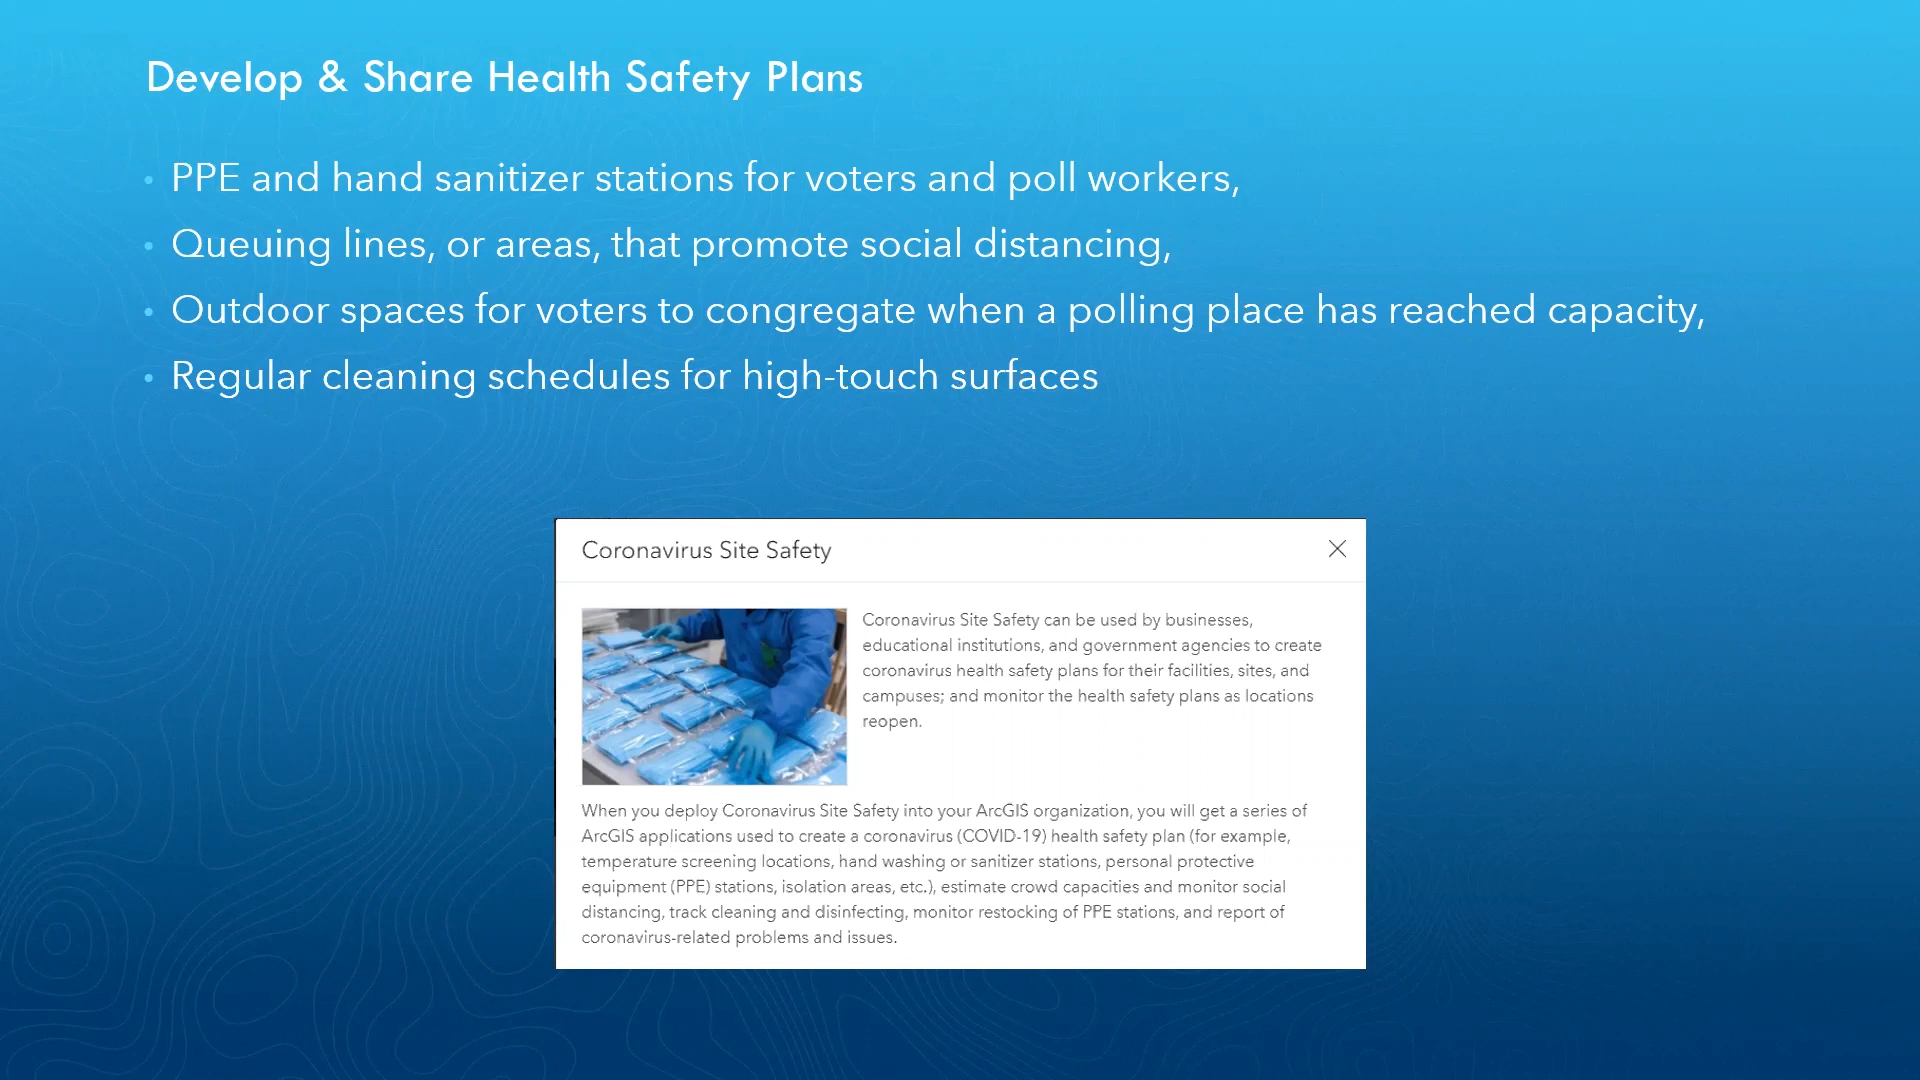 Develop & Share Health Safety Plans
• PPE and hand sanitizer stations for voters and poll workers,
• Queuing lines, or areas, that promote social distancing,
• Outdoor spaces for voters to congregate when a polling place has reached capacity,
• Regular cleaning schedules for high-touch surfaces
Coronavirus Site Safety
Coronavirus Site Safety can be used by businesses,
educational institutions, and government agencies to create
coronavirus health safety plans for their facilities, sites, and
campuses; and monitor the health safety plans as locations
reopen.
When you deploy Coronavirus Site Safety into your ArcGIS organization, you will get a series of
ArcGIS applications used to create a coronavirus (COVID-19) health safety plan (for example,
temperature screening locations, hand washing or sanitizer stations, personal protective
equipment (PPE) stations, isolation areas, etc.), estimate crowd capacities and monitor social
distancing, track cleaning and disinfecting, monitor restocking of PPE stations, and report of
coronavirus-related problems and issues.